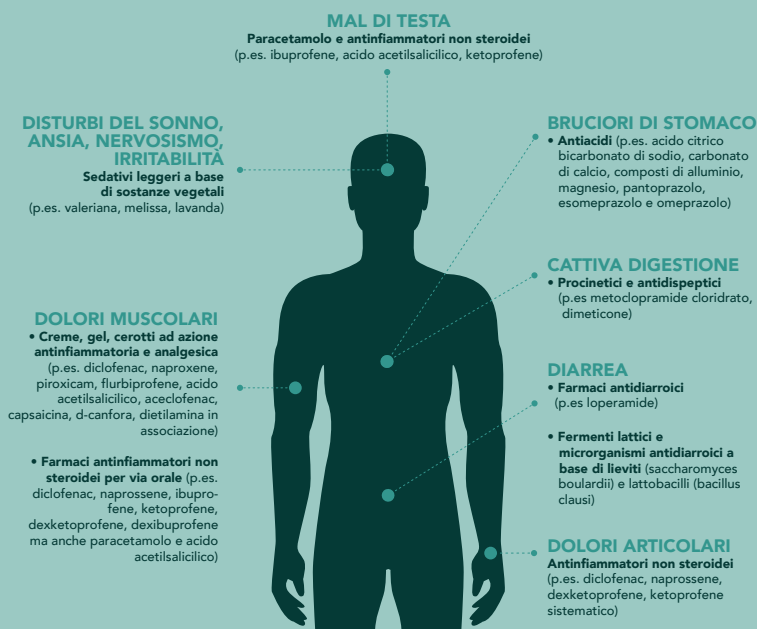 MAL DI TESTA
Paracetamolo e antinfiammatori non steroidei
(p.es. ibuprofene, acido acetilsalicilico, ketoprofene)
DISTURBI DEL SONNO,
ANSIA, NERVOSISMO,
IRRITABILITÀ
Sedativi leggeri a base
di sostanze vegetali
(p.es. valeriana, melissa, lavanda)
DOLORI MUSCOLARI
• Creme, gel, cerotti ad azione
antinfiammatoria e analgesica
(p.es. diclofenac, naproxene,
piroxicam, flurbiprofene, acido
acetilsalicilico, aceclofenac,
capsaicina, d-canfora, dietilamina in
associazione)
• Farmaci antinfiammatori non
steroidei per via orale (p.es.
diclofenac, naprossene, ibupro-
fene, ketoprofene,
dexketoprofene, dexibuprofene
ma anche paracetamolo e acido
acetilsalicilico)
BRUCIORI DI STOMACO
• Antiacidi (p.es. acido citrico
bicarbonato di sodio, carbonato
di calcio, composti di alluminio,
magnesio, pantoprazolo,
esomeprazolo e omeprazolo)
CATTIVA DIGESTIONE
• Procinetici e antidispeptici
(p.es metoclopramide cloridrato,
dimeticone)
DIARREA
• Farmaci antidiarroici
(p.es loperamide)
• Fermenti lattici e
microrganismi antidiarroici a
base di lieviti (saccharomyces
boulardii) e lattobacilli (bacillus
clausi)
DOLORI ARTICOLARI
Antinfiammatori non steroidei
(p.es. diclofenac, naprossene,
dexketoprofene, ketoprofene
sistematico)